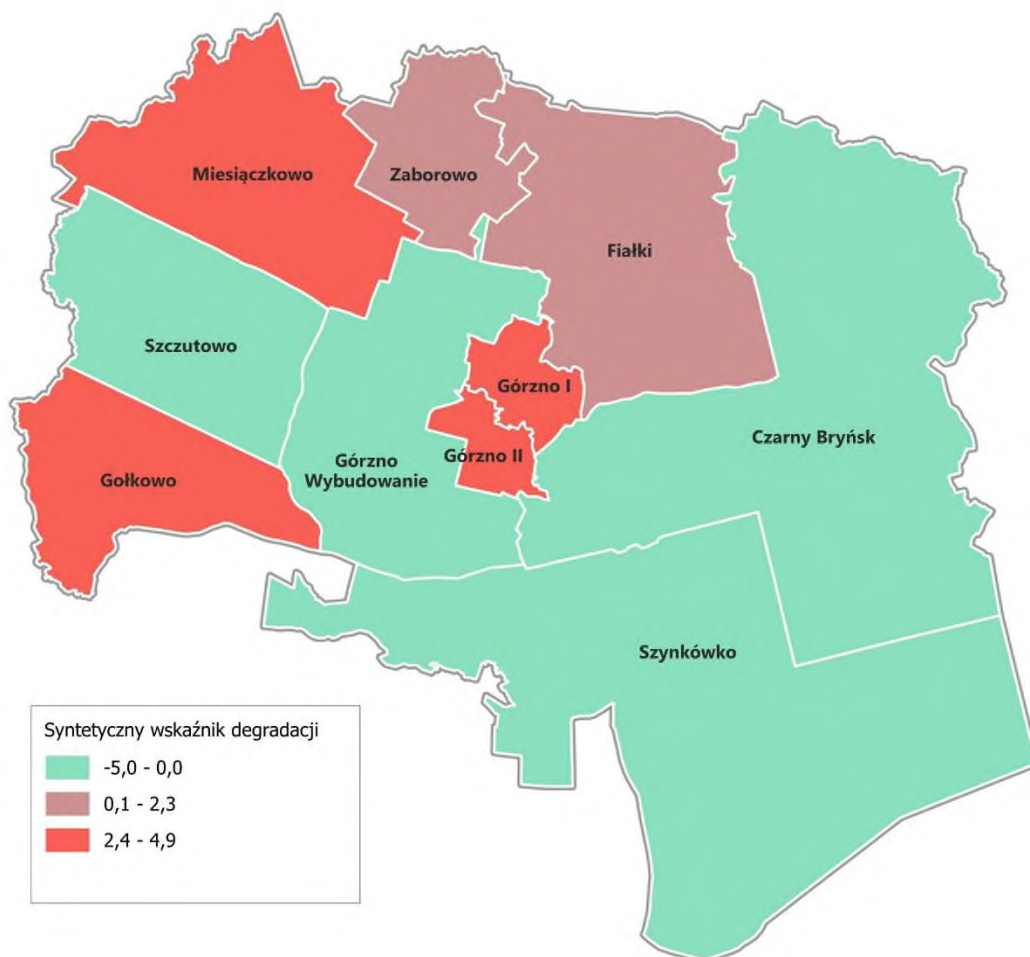 Miesiączkowo
Zaborowo
Fiałki
Szczutowo
Górzno I
Czarny Bryńsk
Górzno II
Górzno
Wybudowanie
Gołkowo
Szynkówko
Syntetyczny wskaźnik degradacji
-5,0 - 0,0
0,1 - 2,3
2,4 - 4,9